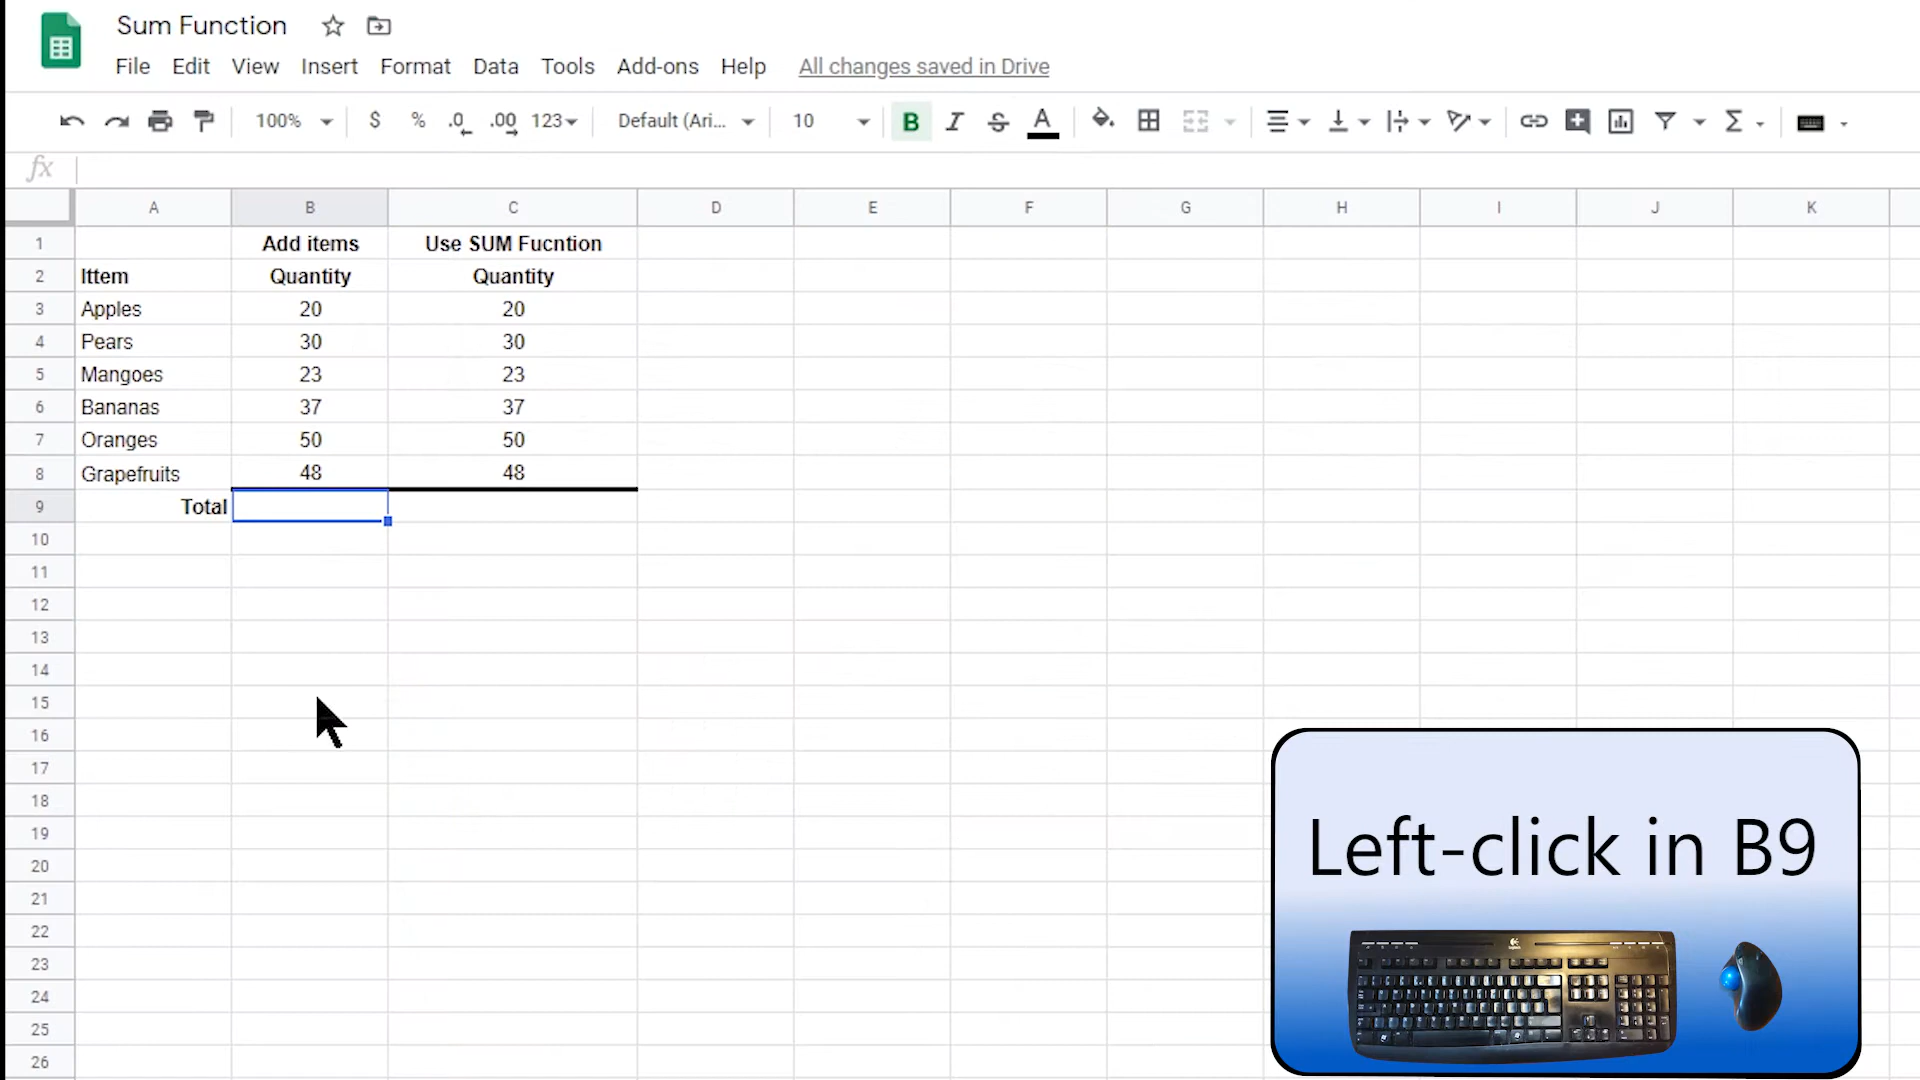 Sum Function
File Edit View Insert Format Data Tools Add-ons Help All changes saved in Drive
100% $ % .0 .00 123 Default (Ari... 10 B I S A Σ
fx
A B C D E F G H I J K
1 Add items Use SUM Fucntion
2 Ittem Quantity Quantity
3 Apples 20 20
4 Pears 30 30
5 Mangoes 23 23
6 Bananas 37 37
7 Oranges 50 50
8 Grapefruits 48 48
9 Total
10
11
12
13
14
15
16
17
18
19
20
21
22
23
24
25
26
Left-click in B9